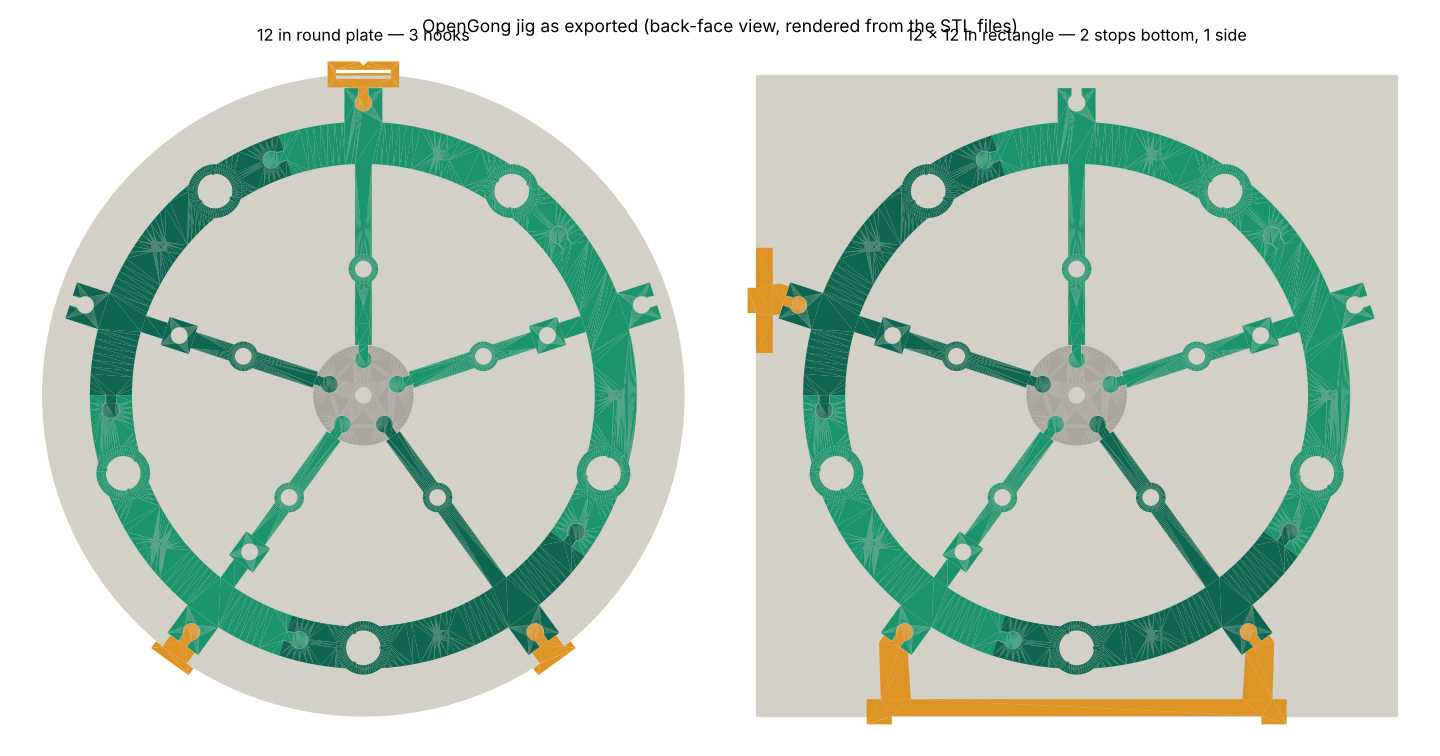 OpenGong jig as exported (back-face view, rendered from the STL files)
12 in round plate — 3 hooks
12 × 12 in rectangle — 2 stops bottom, 1 side